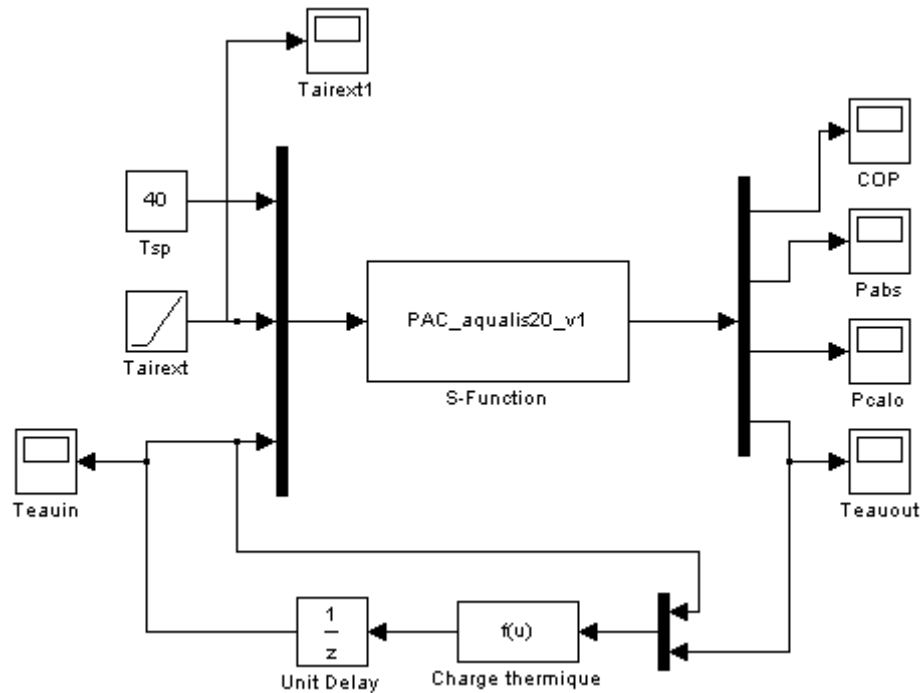 Tairext1
COP
40
Tsp
Pabs
PAC_aqualis20_v1
Tairext
S-Function
Pcalo
Teauin
Teauout
1
z
f(u)
Unit Delay
Charge thermique